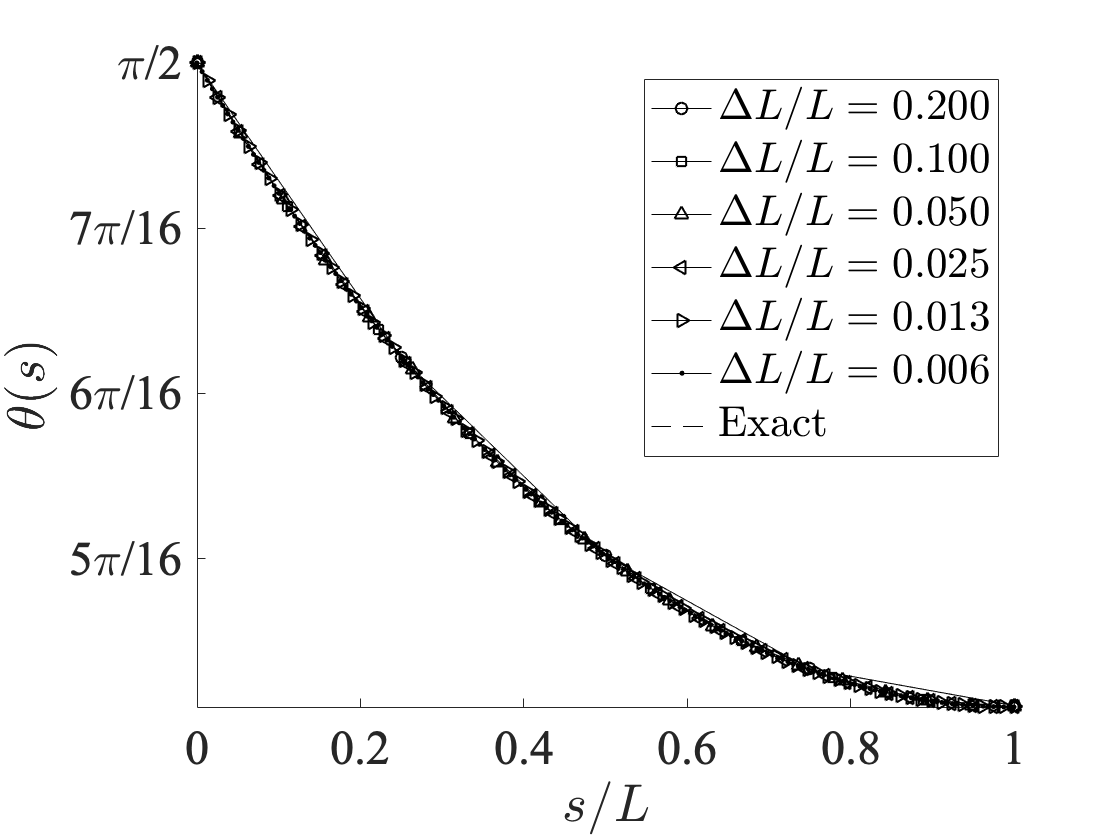 π/2
7π/16
6π/16
5π/16
θ(s)
0
0.2
0.4
0.6
0.8
1
s/L
ΔL/L = 0.200
ΔL/L = 0.100
ΔL/L = 0.050
ΔL/L = 0.025
ΔL/L = 0.013
ΔL/L = 0.006
Exact